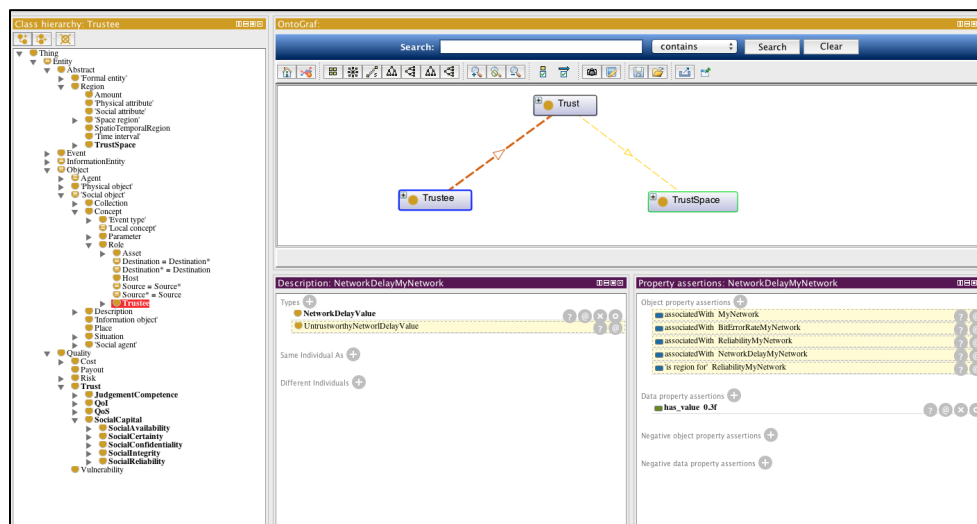 Class hierarchy: Trustee
Thing
Entity
Abstract
'Formal entity'
Region
Amount
'Physical attribute'
'Social attribute'
'Space region'
SpatioTemporalRegion
'Time interval'
TrustSpace
Event
InformationEntity
Object
Agent
'Physical object'
'Social object'
Collection
Concept
'Event type'
'Local concept'
Parameter
Role
Asset
Destination = Destination*
Destination* = Destination
Host
Source = Source*
Source* = Source
Trustee
Description
'Information object'
Place
Situation
'Social agent'
Quality
Cost
Payout
Risk
Trust
JudgementCompetence
QoI
QoS
SocialCapital
SocialAvailability
SocialCertainty
SocialConfidentiality
SocialIntegrity
SocialReliability
Vulnerability
OntoGraf:
Search: contains Search Clear
Trust
Trustee
TrustSpace
Description: NetworkDelayMyNetwork
Types
NetworkDelayValue
UntrustworthyNetworlDelayValue
Same Individual As
Different Individuals
Property assertions: NetworkDelayMyNetwork
Object property assertions
associatedWith MyNetwork
associatedWith BitErrorRateMyNetwork
associatedWith ReliabilityMyNetwork
associatedWith NetworkDelayMyNetwork
'is region for' ReliabilityMyNetwork
Data property assertions
has_value 0.3f
Negative object property assertions
Negative data property assertions